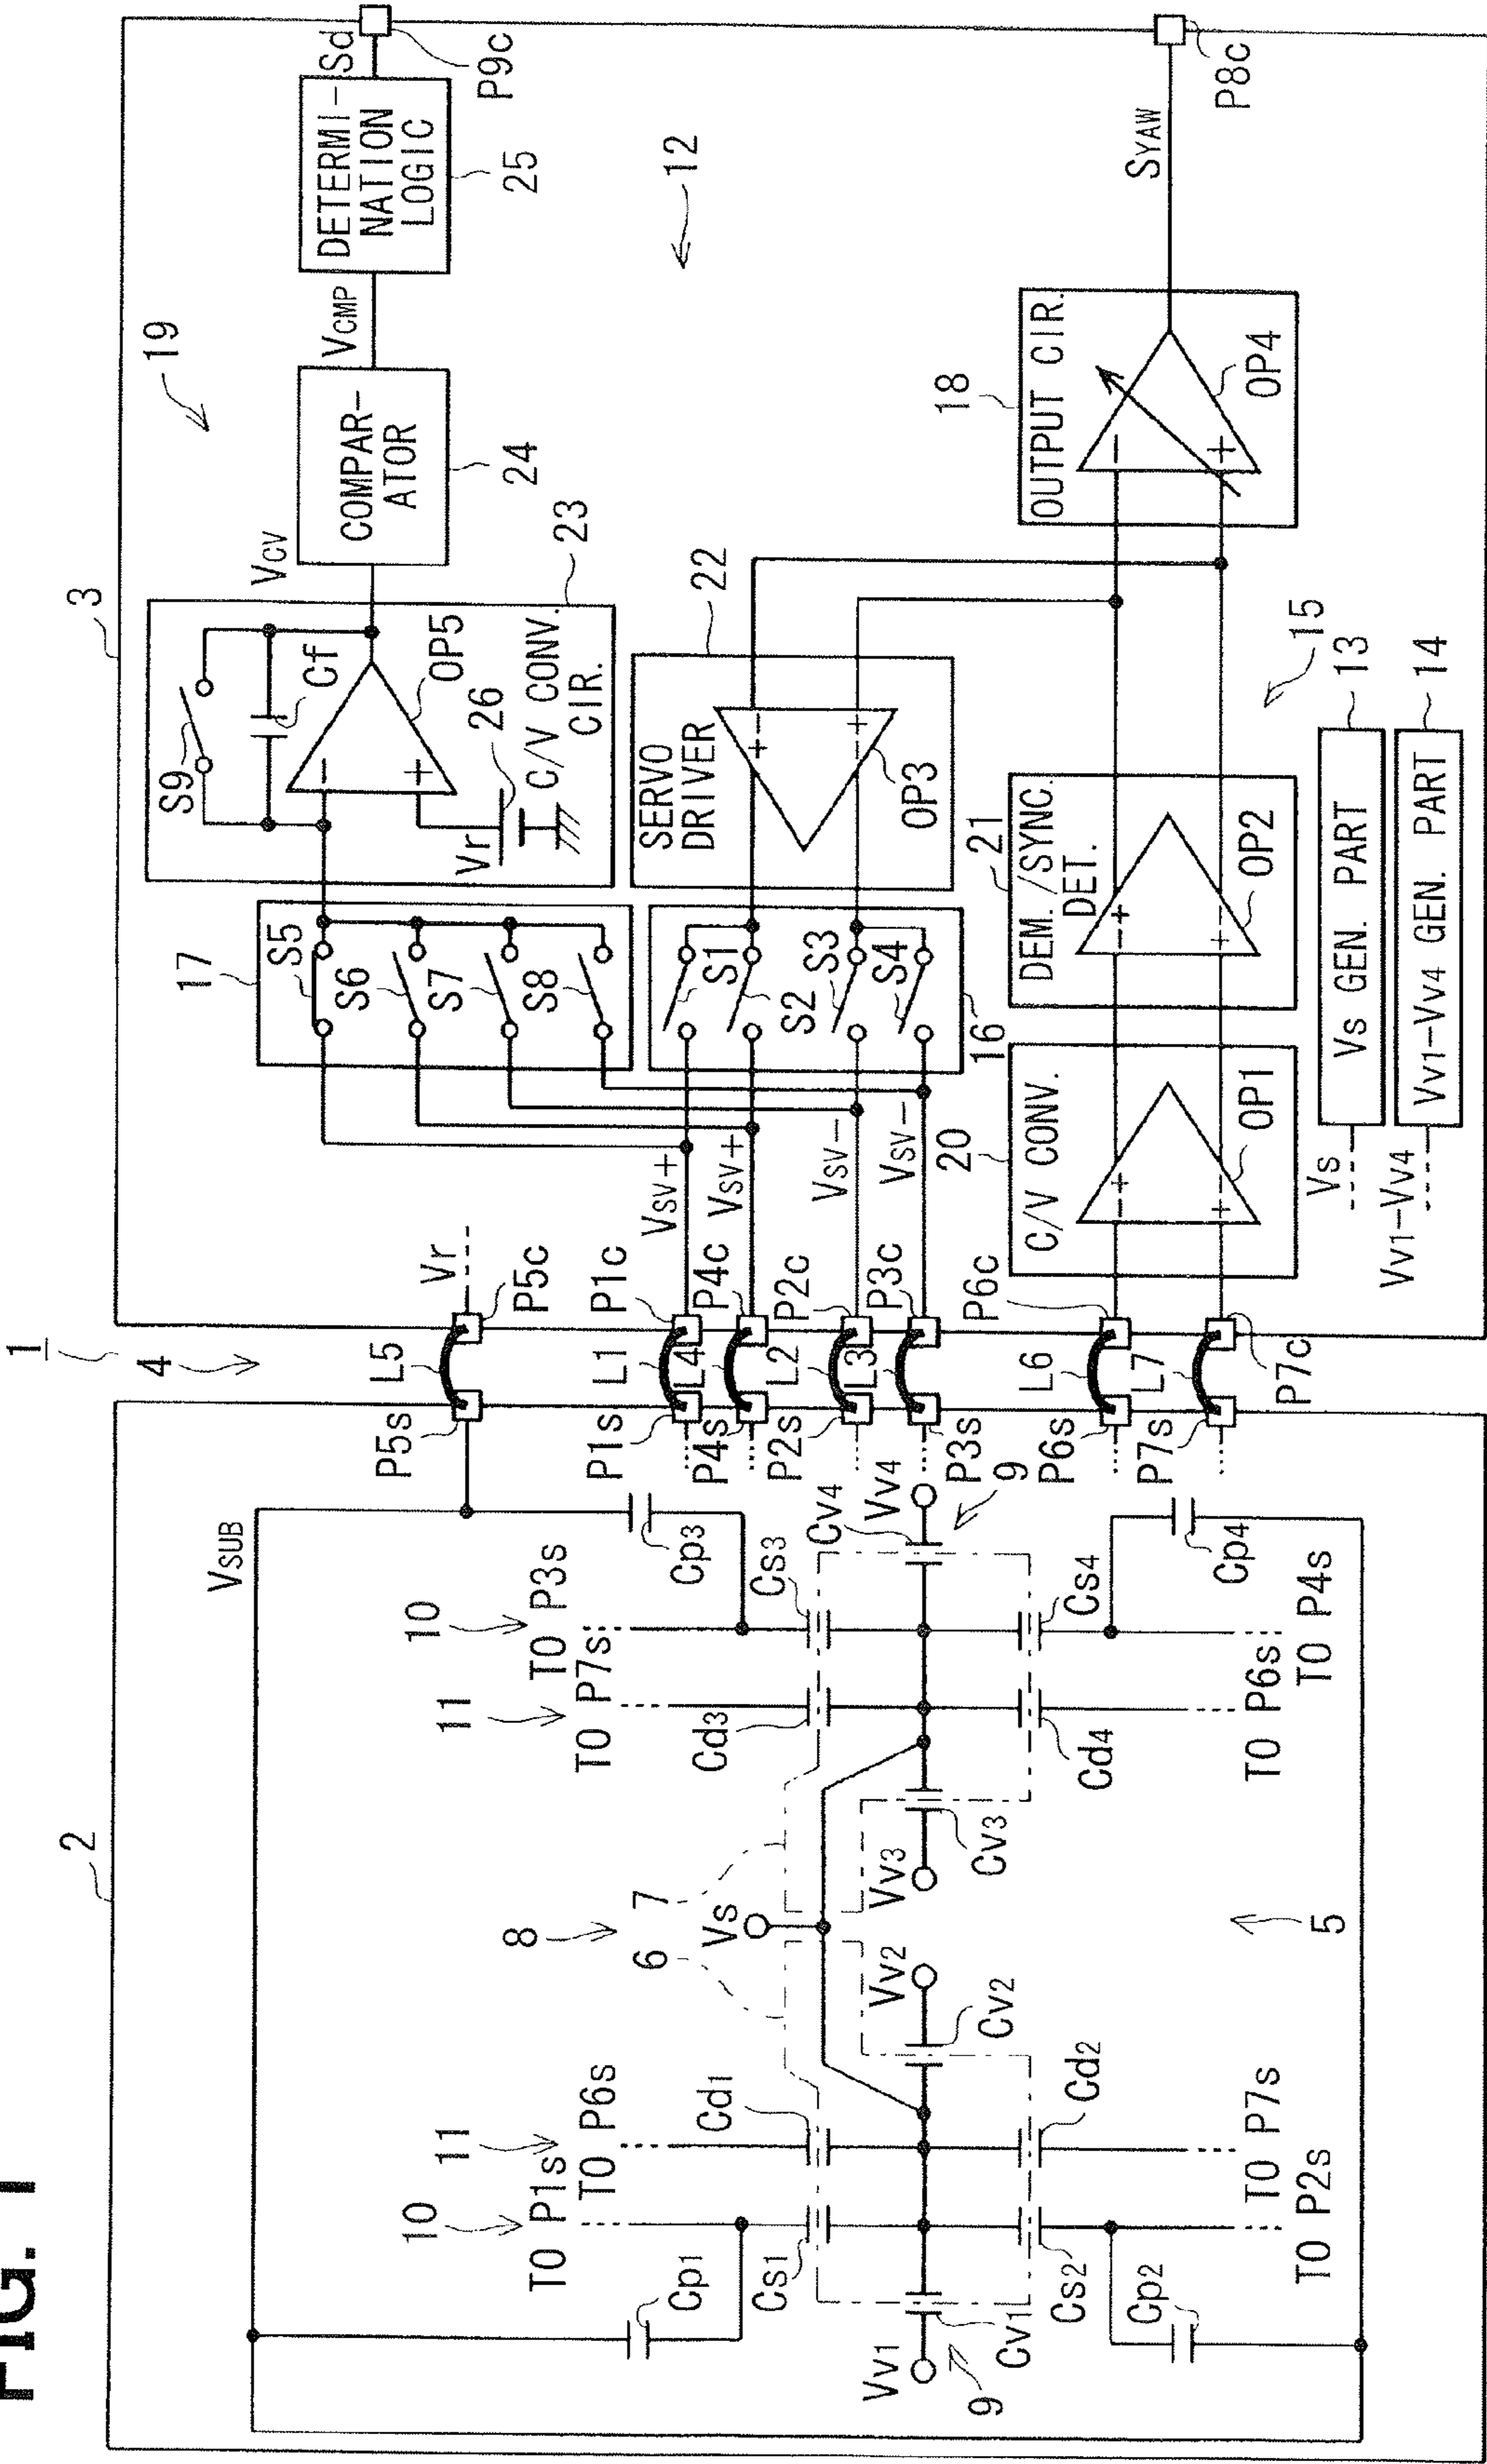 FIG. 1
1
2
3
4
VSUB
P5s
L5
P5c
Vr
10
TO P1s
11
TO P6s
8
6
7
Vs
11
TO P7s
10
TO P3s
Cp1
Cs1
Cd1
Cd3
Cs3
Cp3
Vv1
9
Cv1
Cv2
Vv2
Vv3
Cv3
Cv4
Vv4
9
Cs2
Cd2
Cd4
Cs4
Cp2
Cp4
TO P7s
TO P2s
5
TO P6s
TO P4s
P1s
L1
P1c
P4s
L4
P4c
P2s
L2
P2c
P3s
L3
P3c
P6s
L6
P6c
P7s
L7
P7c
VSV+
VSV+
VSV−
VSV−
17
S5
S6
S7
S8
S1
S2
S3
S4
16
19
S9
Cf
OP5
−
+
Vr
26
C/V CONV.
CIR.
23
VCV
COMPAR-
ATOR
24
VCMP
DETERMI-
NATION
LOGIC
25
Sd
P9c
12
SERVO
DRIVER
22
OP3
20
C/V CONV.
OP1
21
DEM./SYNC.
DET.
OP2
18
OUTPUT CIR.
−
+
OP4
SYAW
P8c
15
Vs
Vs GEN. PART
13
Vv1-Vv4
Vv1-Vv4 GEN. PART
14